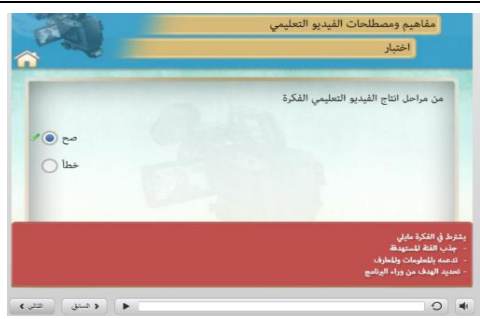 مفاهيم ومصطلحات الفيديو التعليمي
اختبار
من مراحل انتاج الفيديو التعليمي الفكرة
صح
خطأ
يشترط في الفكرة مايلي
- جذب الفئة المستهدفة
- تدعمه بالمعلومات والمعارف
- تحديد الهدف من وراء البرنامج
السابق
التالي